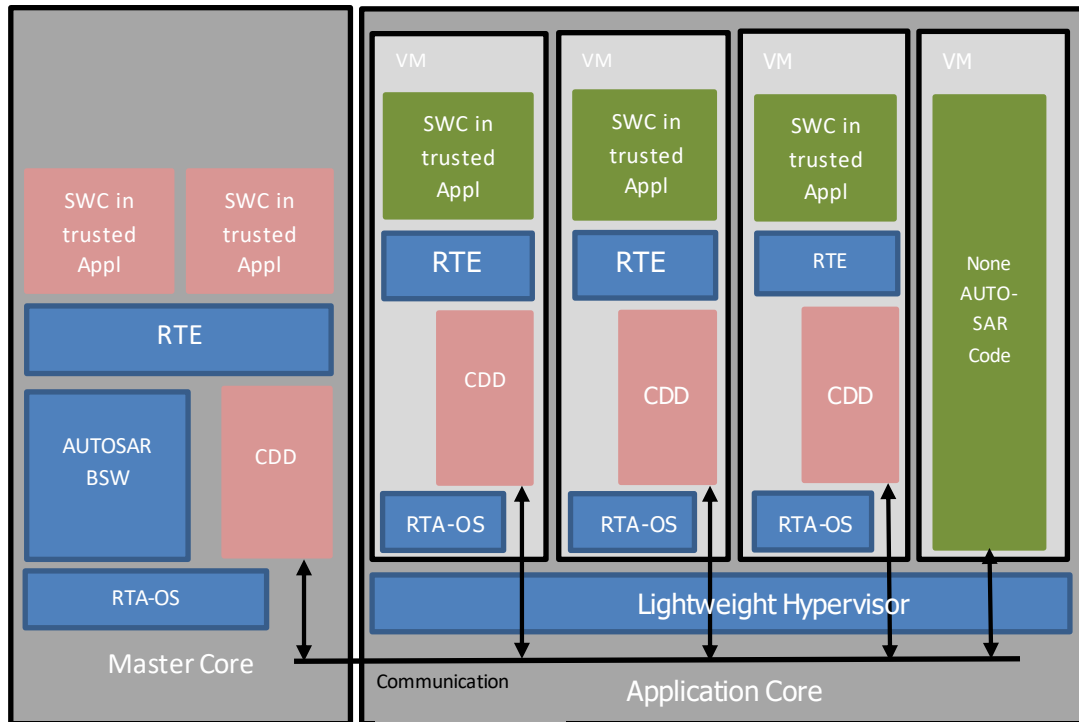 SWC in
trusted
Appl
SWC in
trusted
Appl
RTE
AUTOSAR
BSW
CDD
RTA-OS
Master Core
VM
SWC in
trusted
Appl
RTE
CDD
RTA-OS
VM
SWC in
trusted
Appl
RTE
CDD
RTA-OS
VM
SWC in
trusted
Appl
RTE
CDD
RTA-OS
VM
None
AUTO-
SAR
Code
Lightweight Hypervisor
Communication
Application Core